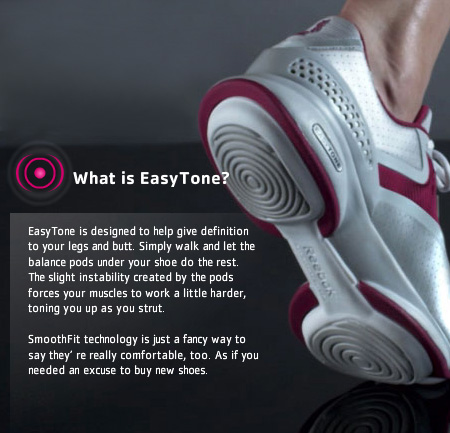 What is EasyTone?
EasyTone is designed to help give definition
to your legs and butt. Simply walk and let the
balance pods under your shoe do the rest.
The slight instability created by the pods
forces your muscles to work a little harder,
toning you up as you strut.
SmoothFit technology is just a fancy way to
say they' re really comfortable, too. As if you
needed an excuse to buy new shoes.
Reebok